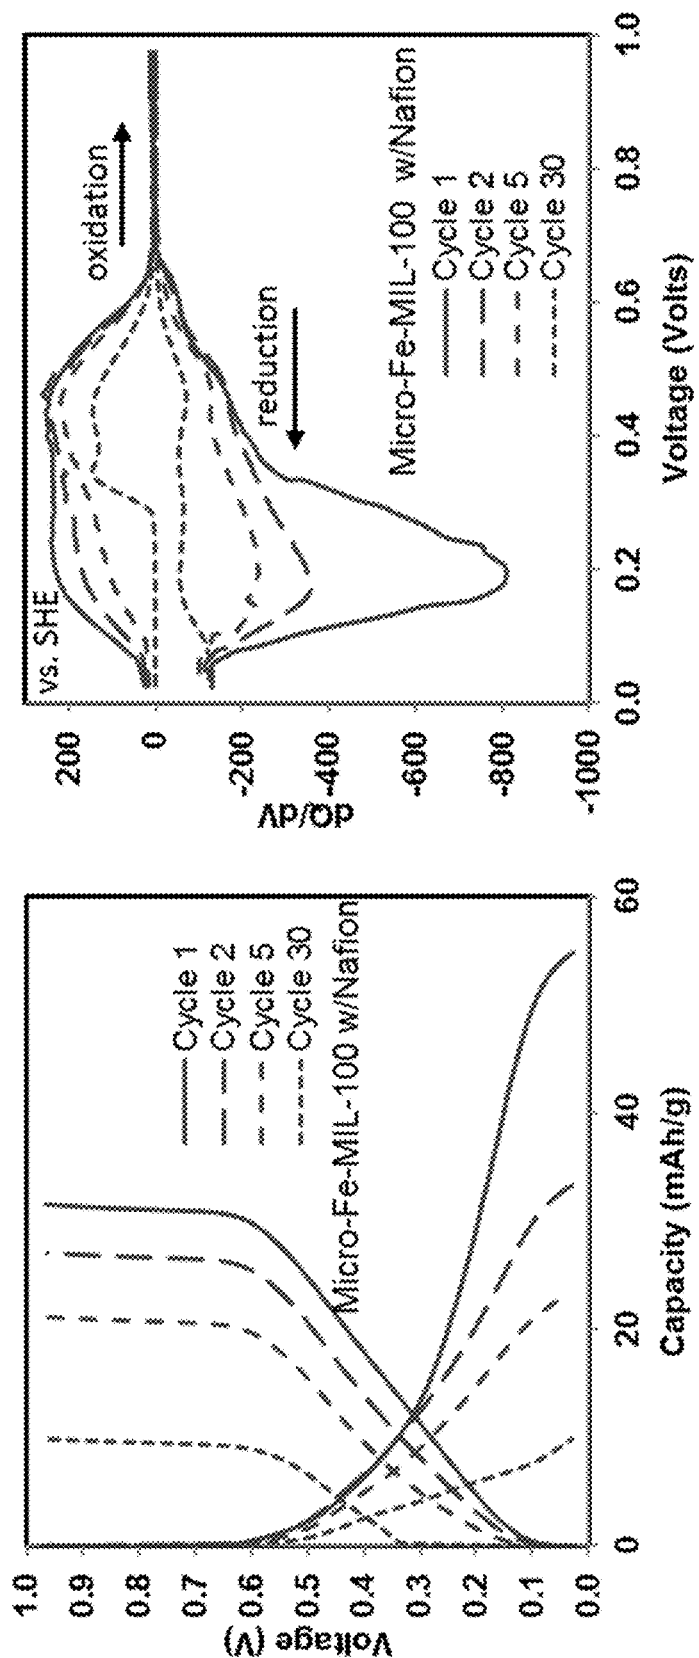 1.0
0.9
0.8
0.7
0.6
0.5
0.4
0.3
0.2
0.1
0.0
Voltage (V)
0
20
40
60
Capacity (mAh/g)
Cycle 1
Cycle 2
Cycle 5
Cycle 30
Micro-Fe-MIL-100 w/Nafion
200
0
-200
-400
-600
-800
-1000
dQ/dV
0.0
0.2
0.4
0.6
0.8
1.0
Voltage (Volts)
vs. SHE
oxidation
reduction
Micro-Fe-MIL-100 w/Nafion
Cycle 1
Cycle 2
Cycle 5
Cycle 30